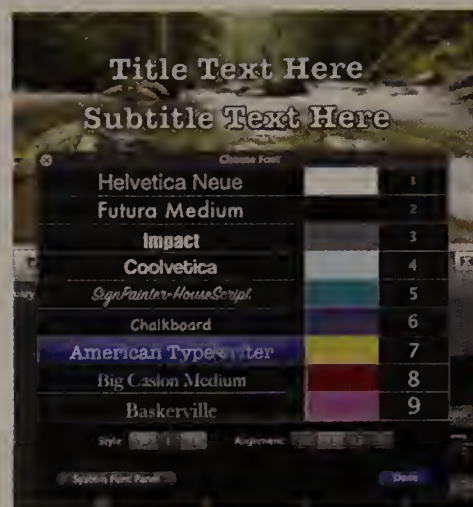 Title Text Here
Subtitle Text Here
Choose Font
Helvetica Neue 1
Futura Medium 2
Impact 3
Coolvetica 4
SignPainter-HouseScript 5
Chalkboard 6
American Typewriter 7
Big Caslon Medium 8
Baskerville 9
Style Alignment
System Font Panel Done